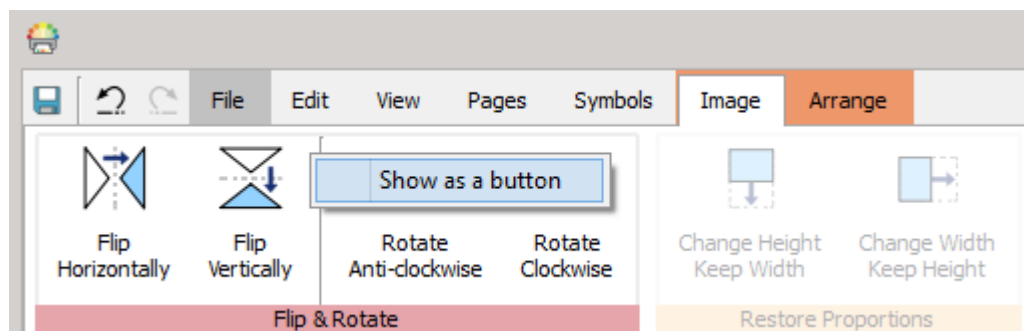 File Edit View Pages Symbols Image Arrange
Show as a button
Flip Horizontally
Flip Vertically
Rotate Anti-clockwise
Rotate Clockwise
Change Height Keep Width
Change Width Keep Height
Flip & Rotate
Restore Proportions